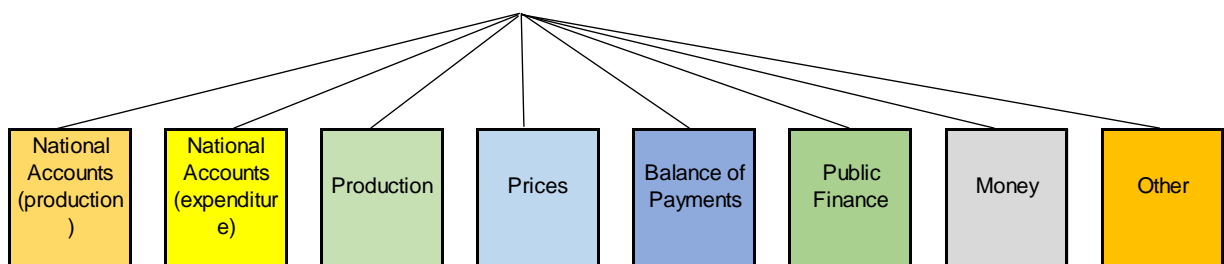 National
Accounts
(production
)
National
Accounts
(expenditur
e)
Production
Prices
Balance of
Payments
Public
Finance
Money
Other